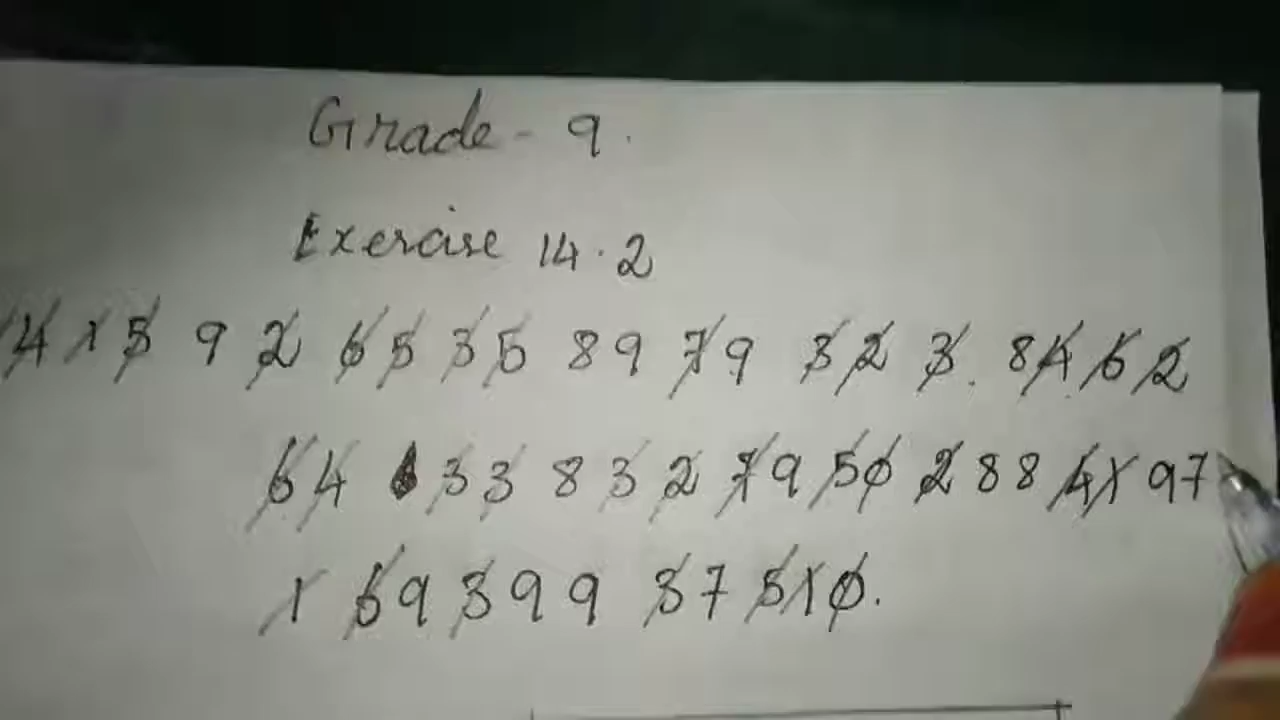 Grade - 9.
Exercise 14.2
4 1 5 9 2 6 5 3 5 8 9 7 9 3 2 3. 8 4 6 2
6 4 3 3 8 3 2 7 9 5 0 2 8 8 4 1 9 7
1 6 9 3 9 9 3 7 5 1 0.